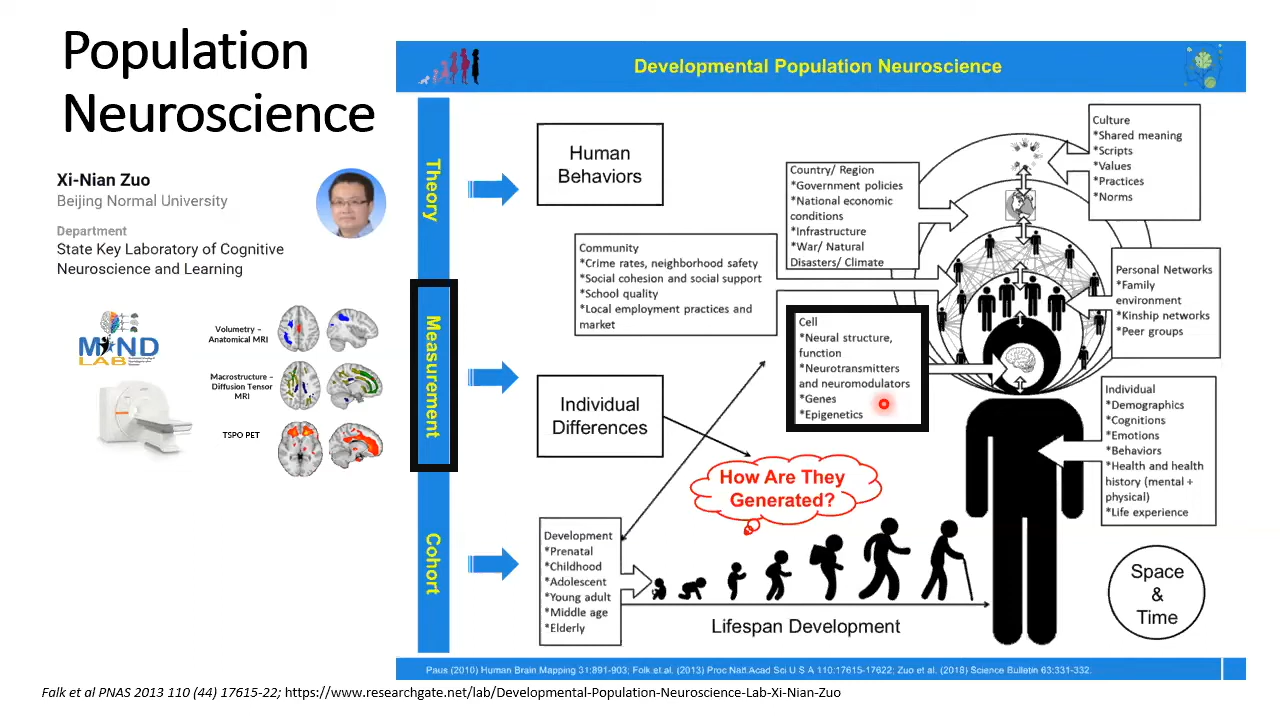 Population
Neuroscience
Xi-Nian Zuo
Beijing Normal University
Department
State Key Laboratory of Cognitive
Neuroscience and Learning
MIND
LAB
Volumetry –
Anatomical MRI
Macrostructure –
Diffusion Tensor
MRI
TSPO PET
Developmental Population Neuroscience
Theory
Measurement
Cohort
Human
Behaviors
Individual
Differences
How Are They
Generated?
Culture
*Shared meaning
*Scripts
*Values
*Practices
*Norms
Country/ Region
*Government policies
*National economic
conditions
*Infrastructure
*War/ Natural
Disasters/ Climate
Community
*Crime rates, neighborhood safety
*Social cohesion and social support
*School quality
*Local employment practices and
market
Personal Networks
*Family
environment
*Kinship networks
*Peer groups
Cell
*Neural structure,
function
*Neurotransmitters
and neuromodulators
*Genes
*Epigenetics
Individual
*Demographics
*Cognitions
*Emotions
*Behaviors
*Health and health
history (mental +
physical)
*Life experience
Development
*Prenatal
*Childhood
*Adolescent
*Young adult
*Middle age
*Elderly
Lifespan Development
Space
&
Time
Paus (2010) Human Brain Mapping 31:891-903; Folk.et.al. (2013) Proc Natl.Acad Sci U S A 110:17615-17622; Zuo et al. (2018) Science Bulletin 63:331-332.
Falk et al PNAS 2013 110 (44) 17615-22; https://www.researchgate.net/lab/Developmental-Population-Neuroscience-Lab-Xi-Nian-Zuo